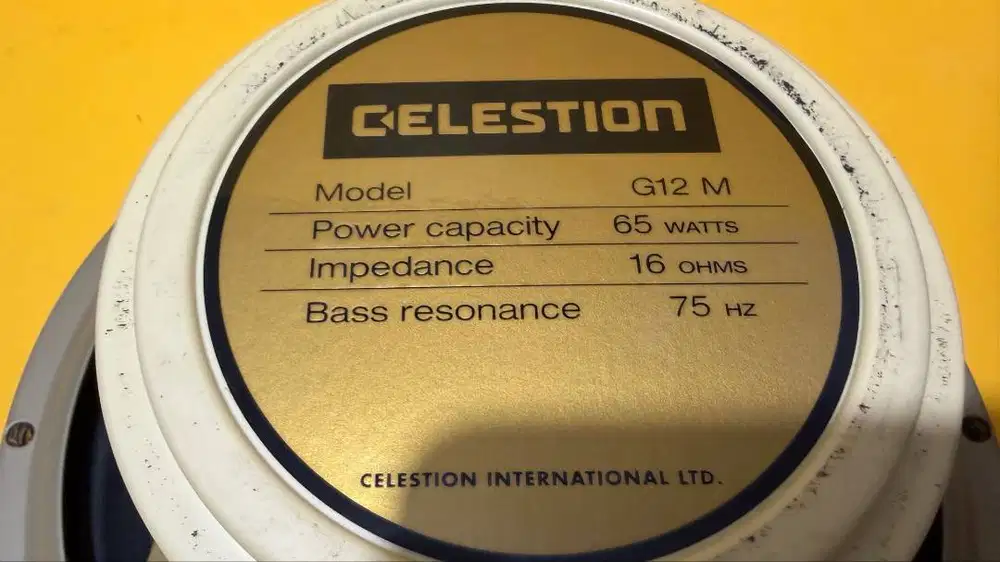 CELESTION
Model G12 M
Power capacity 65 WATTS
Impedance 16 OHMS
Bass resonance 75 HZ
CELESTION INTERNATIONAL LTD.